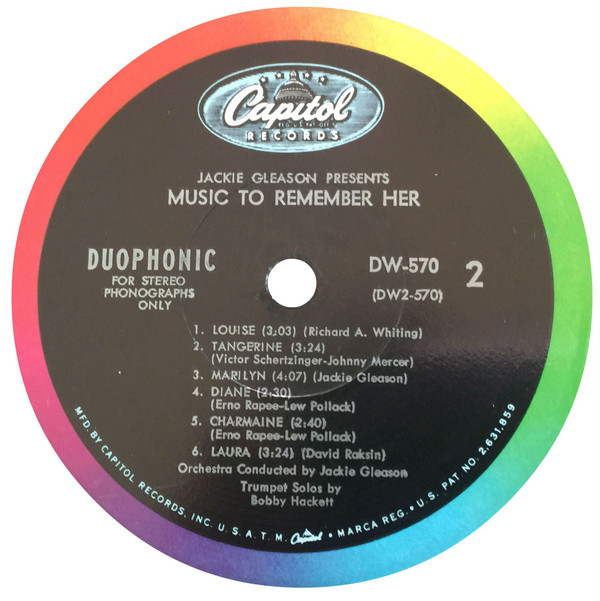 Capitol
RECORDS
JACKIE GLEASON PRESENTS
MUSIC TO REMEMBER HER
DUOPHONIC
FOR STEREO
PHONOGRAPHS
ONLY
DW-570
2
(DW2-570)
1. LOUISE (3:03) (Richard A. Whiting)
2. TANGERINE (3:24)
(Victor Schertzinger-Johnny Mercer)
3. MARILYN (4:07) (Jackie Gleason)
4. DIANE (2:30)
(Erno Rapee-Lew Pollack)
5. CHARMAINE (2:40)
(Erno Rapee-Lew Pollack)
6. LAURA (3:24) (David Raksin)
Orchestra Conducted by Jackie Gleason
Trumpet Solos by
Bobby Hackett
MFD. BY CAPITOL RECORDS, INC. U.S.A. T.M. Capitol • MARCA REG. • U.S. PAT. NO. 2,631,859